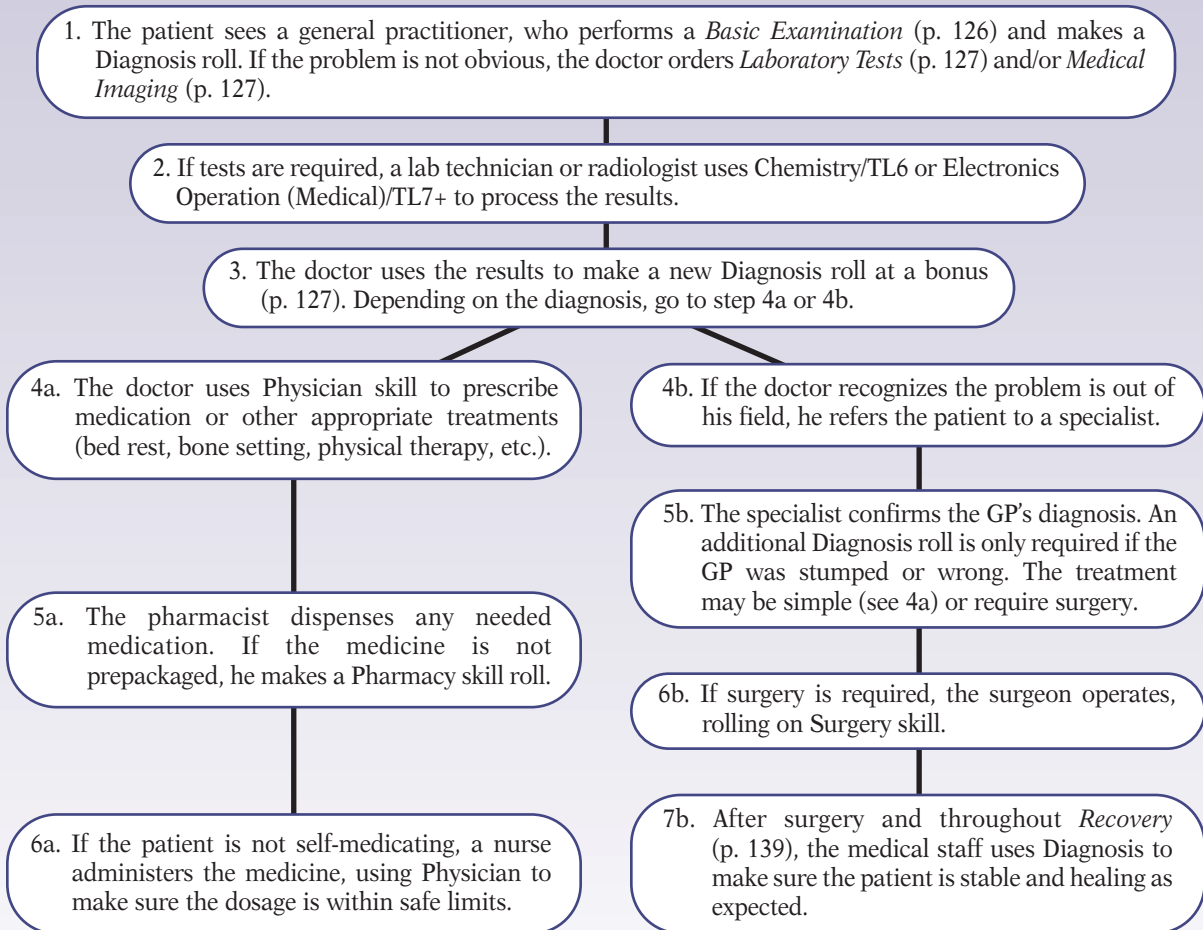 1. The patient sees a general practitioner, who performs a Basic Examination (p. 126) and makes a
Diagnosis roll. If the problem is not obvious, the doctor orders Laboratory Tests (p. 127) and/or Medical
Imaging (p. 127).
2. If tests are required, a lab technician or radiologist uses Chemistry/TL6 or Electronics
Operation (Medical)/TL7+ to process the results.
3. The doctor uses the results to make a new Diagnosis roll at a bonus
(p. 127). Depending on the diagnosis, go to step 4a or 4b.
4a. The doctor uses Physician skill to prescribe
medication or other appropriate treatments
(bed rest, bone setting, physical therapy, etc.).
5a. The pharmacist dispenses any needed
medication. If the medicine is not
prepackaged, he makes a Pharmacy skill roll.
6a. If the patient is not self-medicating, a nurse
administers the medicine, using Physician to
make sure the dosage is within safe limits.
4b. If the doctor recognizes the problem is out of
his field, he refers the patient to a specialist.
5b. The specialist confirms the GP's diagnosis. An
additional Diagnosis roll is only required if the
GP was stumped or wrong. The treatment
may be simple (see 4a) or require surgery.
6b. If surgery is required, the surgeon operates,
rolling on Surgery skill.
7b. After surgery and throughout Recovery
(p. 139), the medical staff uses Diagnosis to
make sure the patient is stable and healing as
expected.